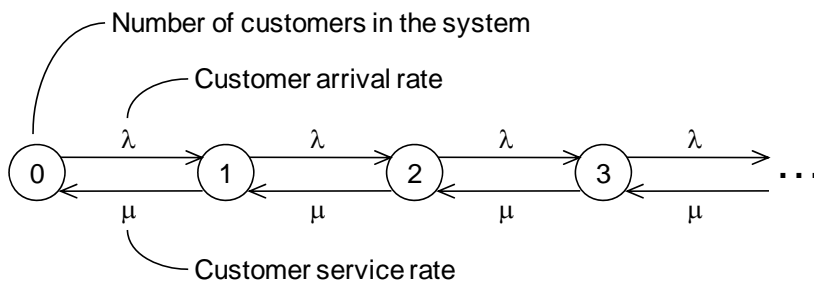 Number of customers in the system
Customer arrival rate
λ λ λ λ
0 1 2 3 ...
μ μ μ μ
Customer service rate